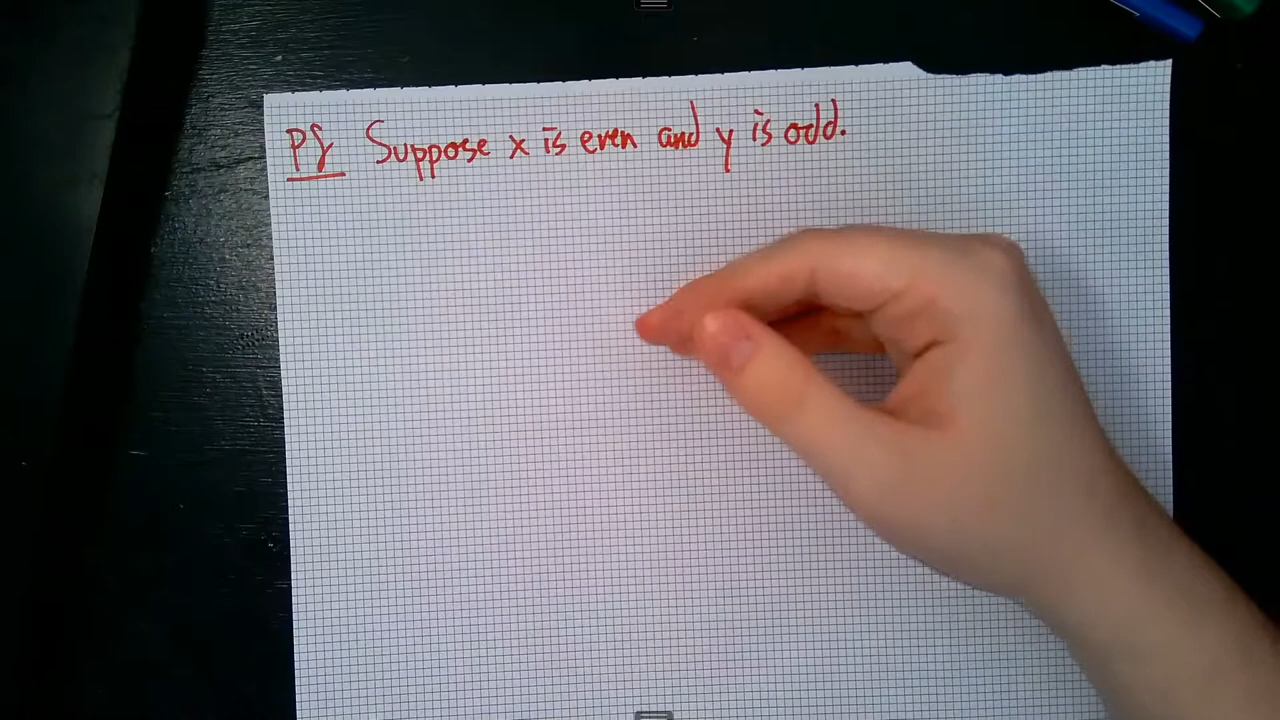 Pf Suppose x is even and y is odd.